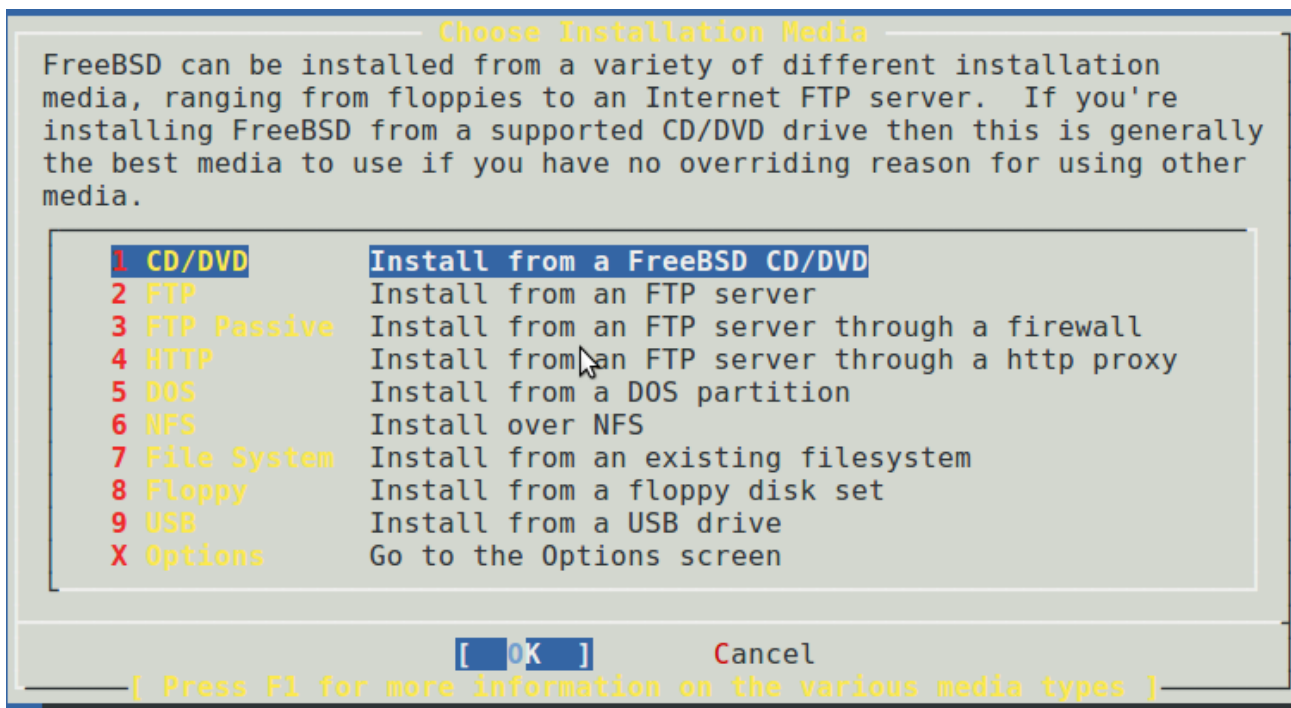 Choose Installation Media
FreeBSD can be installed from a variety of different installation
media, ranging from floppies to an Internet FTP server.  If you're
installing FreeBSD from a supported CD/DVD drive then this is generally
the best media to use if you have no overriding reason for using other
media.
1 CD/DVD Install from a FreeBSD CD/DVD
2 FTP Install from an FTP server
3 FTP Passive Install from an FTP server through a firewall
4 HTTP Install from an FTP server through a http proxy
5 DOS Install from a DOS partition
6 NFS Install over NFS
7 File System Install from an existing filesystem
8 Floppy Install from a floppy disk set
9 USB Install from a USB drive
X Options Go to the Options screen
[ OK ] Cancel
[ Press F1 for more information on the various media types ]